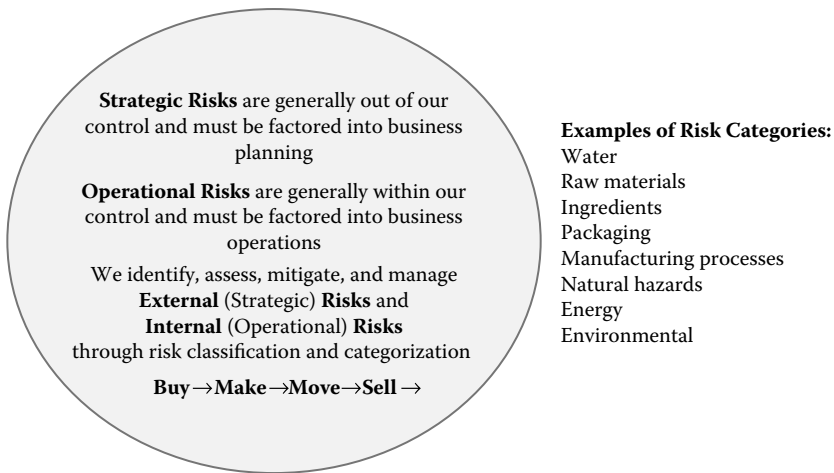 Strategic Risks are generally out of our
control and must be factored into business
planning
Operational Risks are generally within our
control and must be factored into business
operations
We identify, assess, mitigate, and manage
External (Strategic) Risks and
Internal (Operational) Risks
through risk classification and categorization
Buy→Make→Move→Sell→
Examples of Risk Categories:
Water
Raw materials
Ingredients
Packaging
Manufacturing processes
Natural hazards
Energy
Environmental